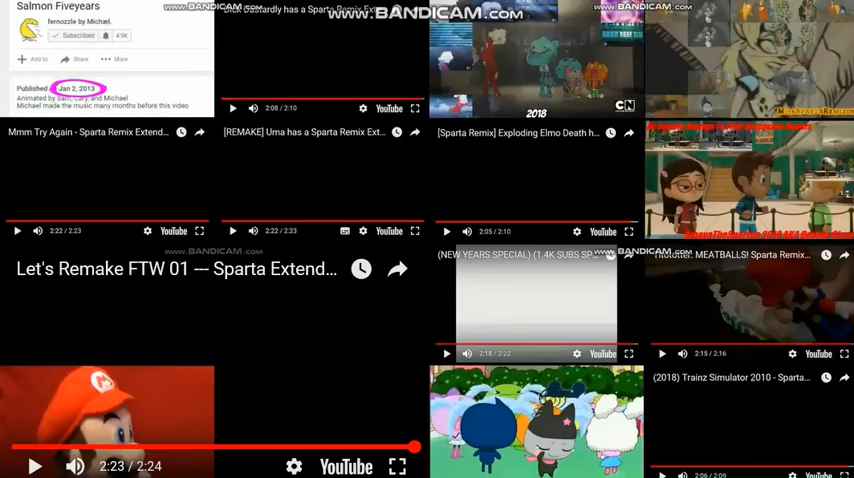 Salmon Fiveyears
fernozzle by Michael.
Subscribed 4.9K
Add to Share More
Published Jan 2, 2013
Animated by Sam, Cary, and Michael
Michael made the music many months before this video
www.BANDICAM.com
Dick Dastardly has a Sparta Remix Ext
2:08 / 2:10 YouTube
www.BANDICAM.com
2018
CN
www.BANDICAM.com
Mmm Try Again - Sparta Remix Extend...
2:22 / 2:23 YouTube
[REMAKE] Uma has a Sparta Remix Ext...
2:22 / 2:23 YouTube
[Sparta Remix] Exploding Elmo Death h...
2:05 / 2:10 YouTube
www.BANDICAM.com
Let's Remake FTW 01 --- Sparta Extend...
2:23 / 2:24 YouTube
(NEW YEARS SPECIAL) (1.4K SUBS SP...
2:18 / 2:22 YouTube
www.BANDICAM.com
MEATBALLS! Sparta Remix...
2:15 / 2:16 YouTube
(2018) Trainz Simulator 2010 - Sparta...
2:06 / 2:09 YouTube